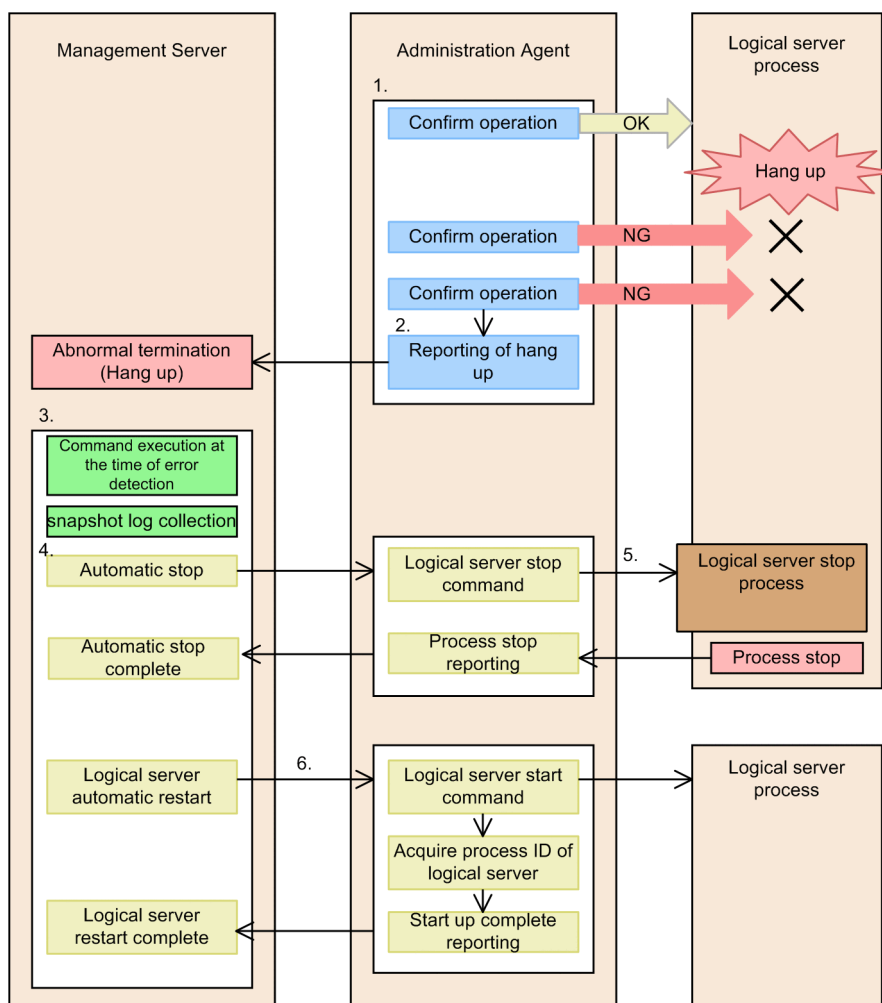 Management Server
Administration Agent
Logical server
process
1.
Confirm operation
OK
Hang up
Confirm operation
NG
Confirm operation
NG
2.
Abnormal termination
(Hang up)
Reporting of hang
up
3.
Command execution at
the time of error
detection
snapshot log collection
4.
Automatic stop
Logical server stop
command
5.
Logical server stop
process
Automatic stop
complete
Process stop
reporting
Process stop
Logical server
automatic restart
6.
Logical server start
command
Logical server
process
Acquire process ID of
logical server
Logical server
restart complete
Start up complete
reporting